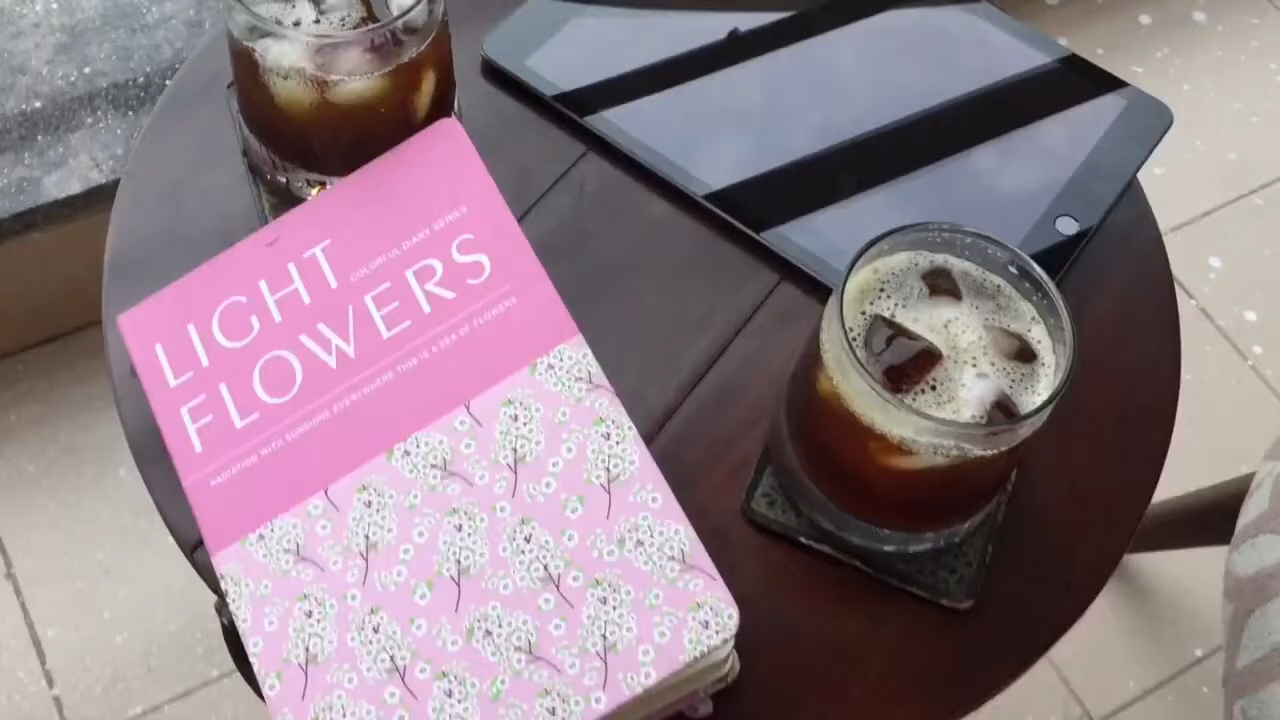 LIGHT
COLORFUL DIARY SERIES
FLOWERS
RADIATION WITH SUNSHINE EVERYWHERE THIS IS A SEA OF FLOWERS